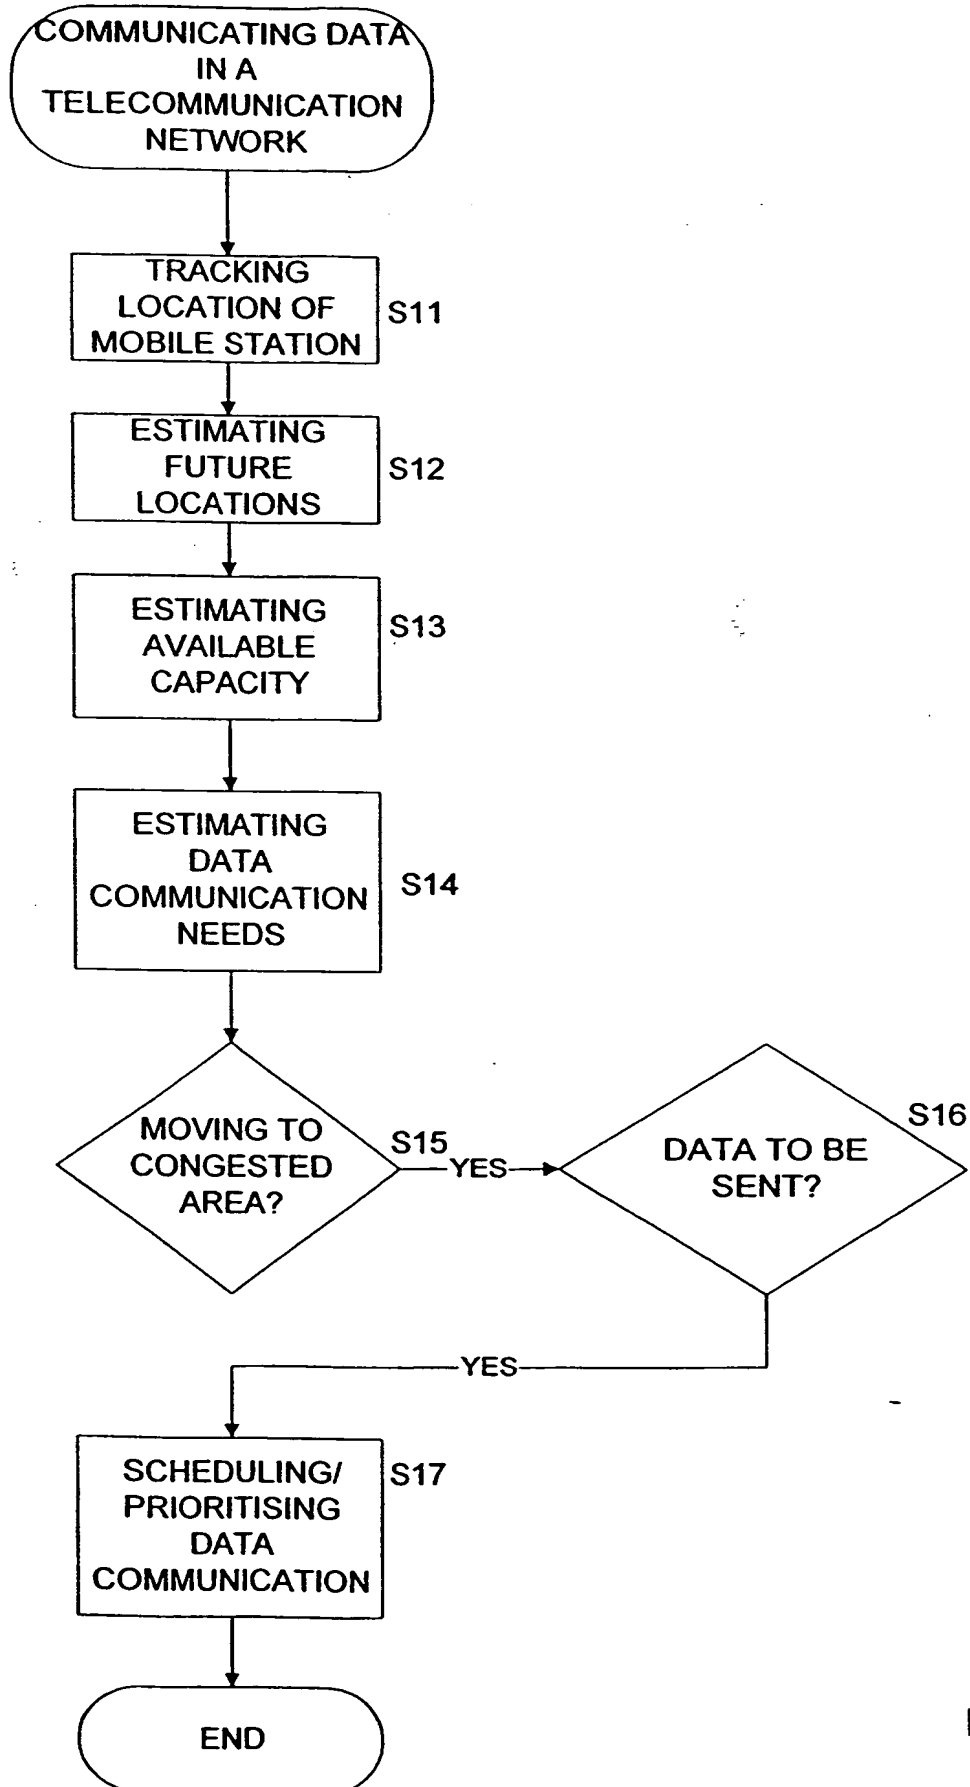 COMMUNICATING DATA
IN A
TELECOMMUNICATION
NETWORK
TRACKING
LOCATION OF
MOBILE STATION
S11
ESTIMATING
FUTURE
LOCATIONS
S12
ESTIMATING
AVAILABLE
CAPACITY
S13
ESTIMATING
DATA
COMMUNICATION
NEEDS
S14
MOVING TO
CONGESTED
AREA?
S15
YES
DATA TO BE
SENT?
S16
YES
SCHEDULING/
PRIORITISING
DATA
COMMUNICATION
S17
END